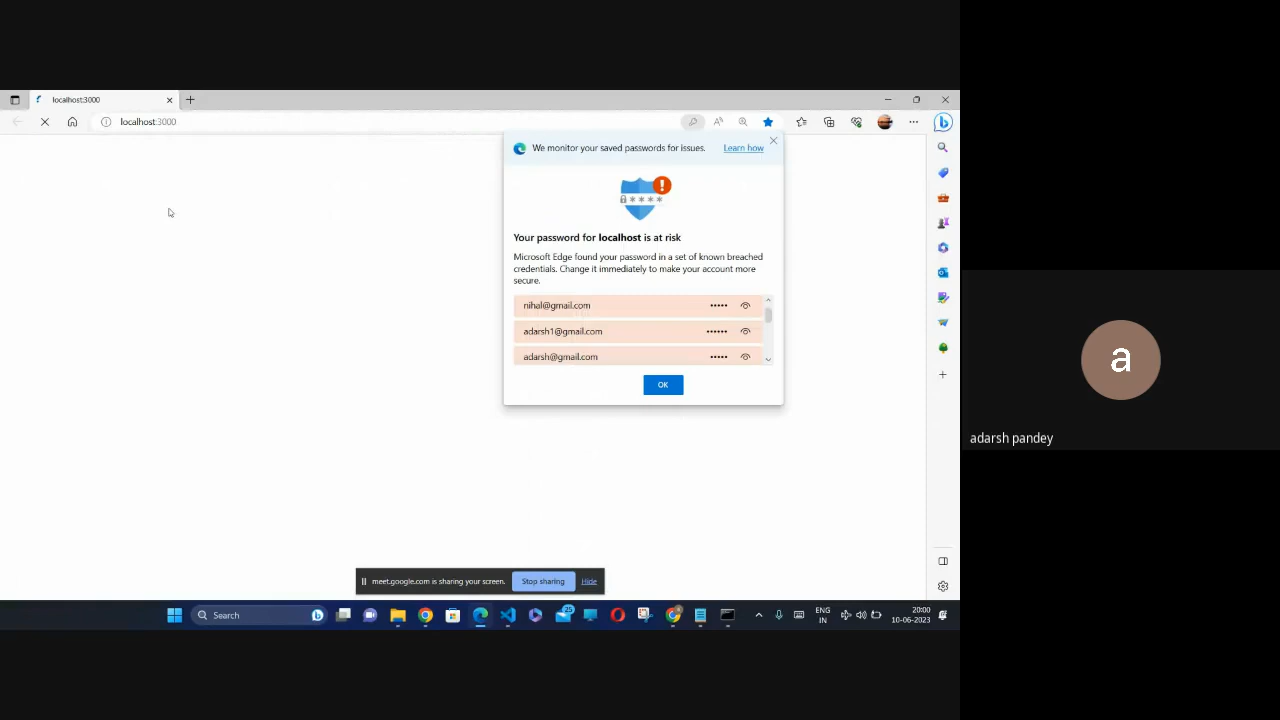 localhost:3000
localhost:3000
We monitor your saved passwords for issues. Learn how
Your password for localhost is at risk
Microsoft Edge found your password in a set of known breached
credentials. Change it immediately to make your account more
secure.
nihal@gmail.com •••••
adarsh1@gmail.com ••••••
adarsh@gmail.com •••••
OK
a
adarsh pandey
meet.google.com is sharing your screen. Stop sharing Hide
Search
ENG
IN
20:00
10-06-2023